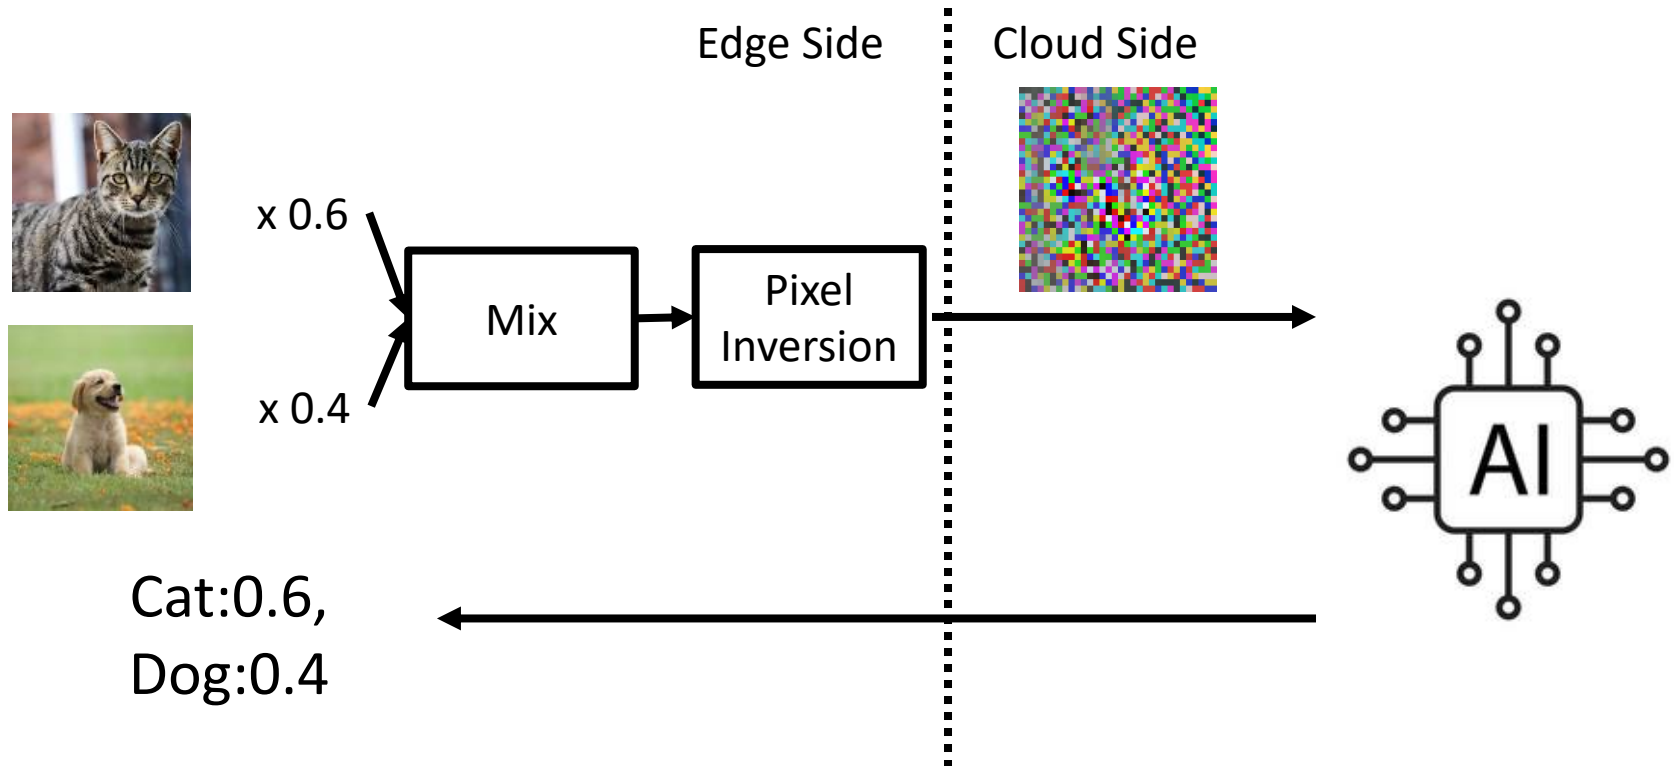 Edge Side
Cloud Side
x 0.6
Mix
Pixel
Inversion
x 0.4
AI
Cat:0.6,
Dog:0.4